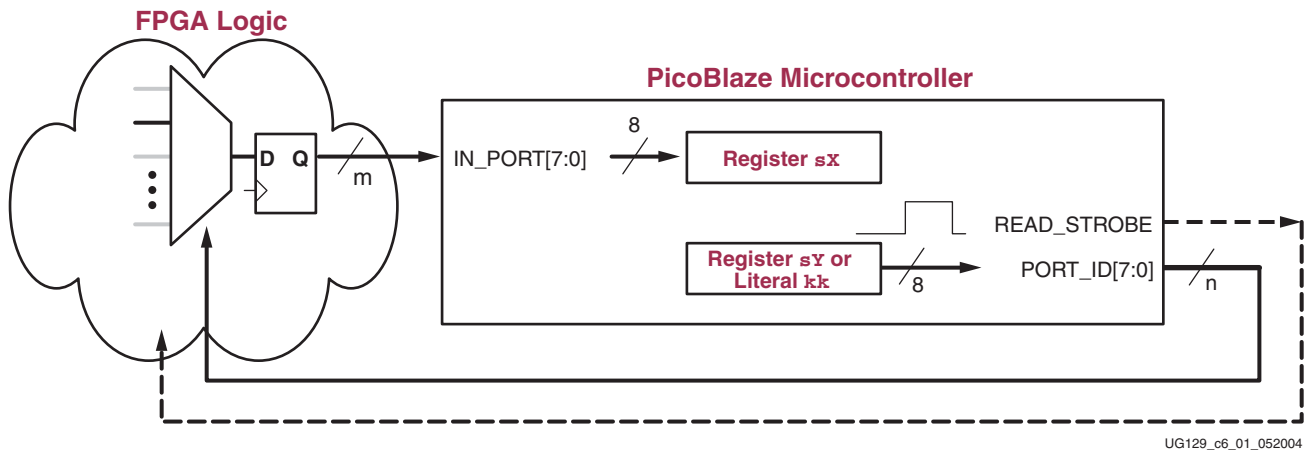 FPGA Logic
PicoBlaze Microcontroller
D Q
m
IN_PORT[7:0]
8
Register sX
READ_STROBE
Register sY or
Literal kk
8
PORT_ID[7:0]
n
UG129_c6_01_052004